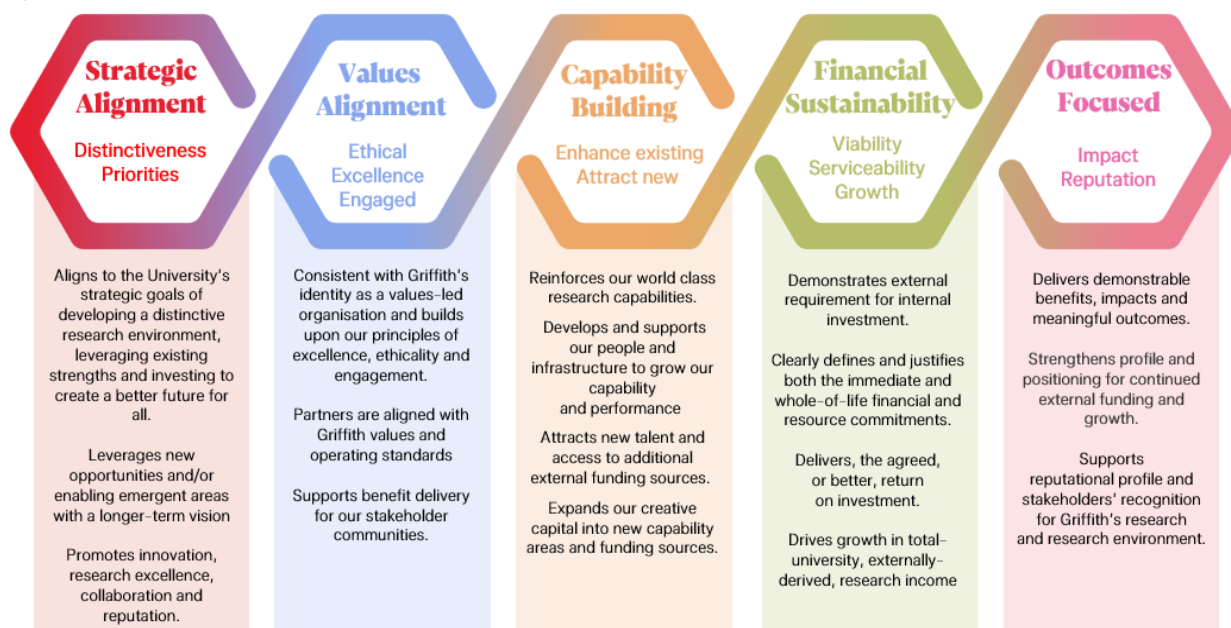 Strategic
Alignment
Distinctiveness
Priorities
Aligns to the University's
strategic goals of
developing a distinctive
research environment,
leveraging existing
strengths and investing to
create a better future for
all.
Leverages new
opportunities and/or
enabling emergent areas
with a longer-term vision
Promotes innovation,
research excellence,
collaboration and
reputation.
Values
Alignment
Ethical
Excellence
Engaged
Consistent with Griffith's
identity as a values-led
organisation and builds
upon our principles of
excellence, ethicality and
engagement.
Partners are aligned with
Griffith values and
operating standards
Supports benefit delivery
for our stakeholder
communities.
Capability
Building
Enhance existing
Attract new
Reinforces our world class
research capabilities.
Develops and supports
our people and
infrastructure to grow our
capability
and performance
Attracts new talent and
access to additional
external funding sources.
Expands our creative
capital into new capability
areas and funding sources.
Financial
Sustainability
Viability
Serviceability
Growth
Demonstrates external
requirement for internal
investment.
Clearly defines and justifies
both the immediate and
whole-of-life financial and
resource commitments.
Delivers, the agreed,
or better, return
on investment.
Drives growth in total-
university, externally-
derived, research income
Outcomes
Focused
Impact
Reputation
Delivers demonstrable
benefits, impacts and
meaningful outcomes.
Strengthens profile and
positioning for continued
external funding and
growth.
Supports
reputational profile and
stakeholders' recognition
for Griffith's research
and research environment.